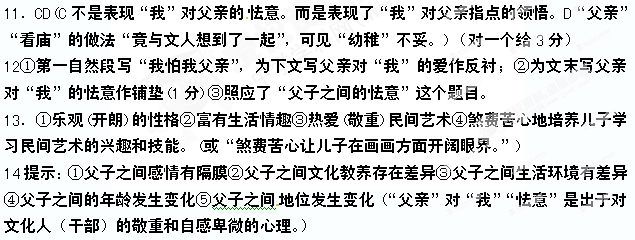 11．CD(C 不是表现“我”对父亲的怯意。而是表现了“我”对父亲指点的领悟。D“父亲”
“看庙”的做法“竟与文人想到了一起”，可见“幼稚”不妥。）（对一个给 3 分）
12①第一自然段写“我怕我父亲”，为下文写父亲对“我”的爱作反衬；②为文末写父亲
对“我”的怯意作铺垫(1 分)③照应了“父子之间的怯意”这个题目。
13．①乐观(开朗)的性格②富有生活情趣③热爱(敬重)民间艺术④煞费苦心地培养儿子学
习民间艺术的兴趣和技能。（或“煞费苦心让儿子在画画方面开阔眼界。”）
14 提示：①父子之间感情有隔膜②父子之间文化教养存在差异③父子之间生活环境有差异
④父子之间的年龄发生变化⑤父子之间 地位发生变化（“父亲”对“我”“怯意”是出于对
文化人（干部）的敬重和自感卑微的心理。）